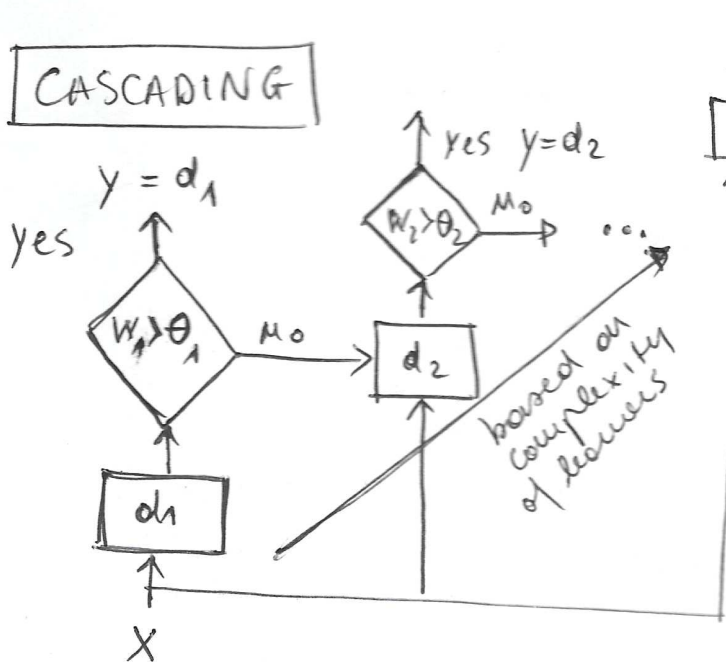 CASCADING
yes y=d2
y = d1
yes
no
W2>θ2
...
W1>θ1
no
d2
based on
complexity
of learners
d1
X